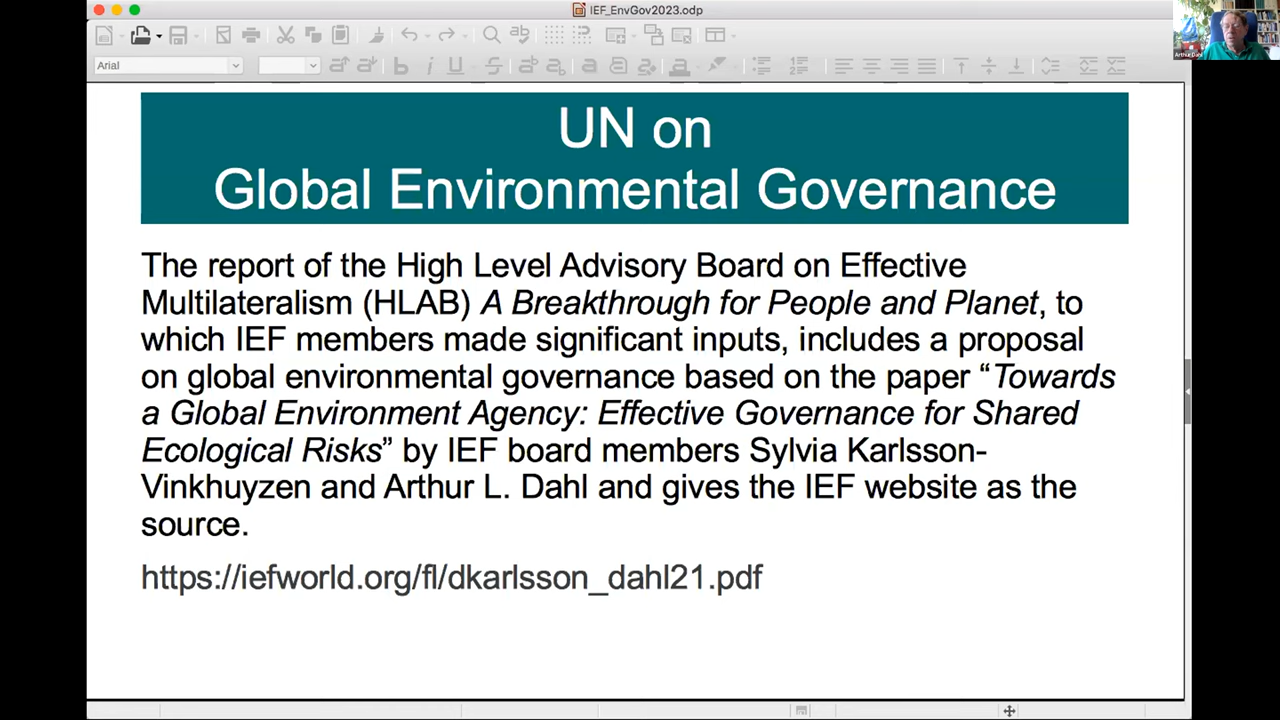 IEF_EnvGov2023.odp
Arial
UN on
Global Environmental Governance
The report of the High Level Advisory Board on Effective
Multilateralism (HLAB) A Breakthrough for People and Planet, to
which IEF members made significant inputs, includes a proposal
on global environmental governance based on the paper “Towards
a Global Environment Agency: Effective Governance for Shared
Ecological Risks” by IEF board members Sylvia Karlsson-
Vinkhuyzen and Arthur L. Dahl and gives the IEF website as the
source.
https://iefworld.org/fl/dkarlsson_dahl21.pdf